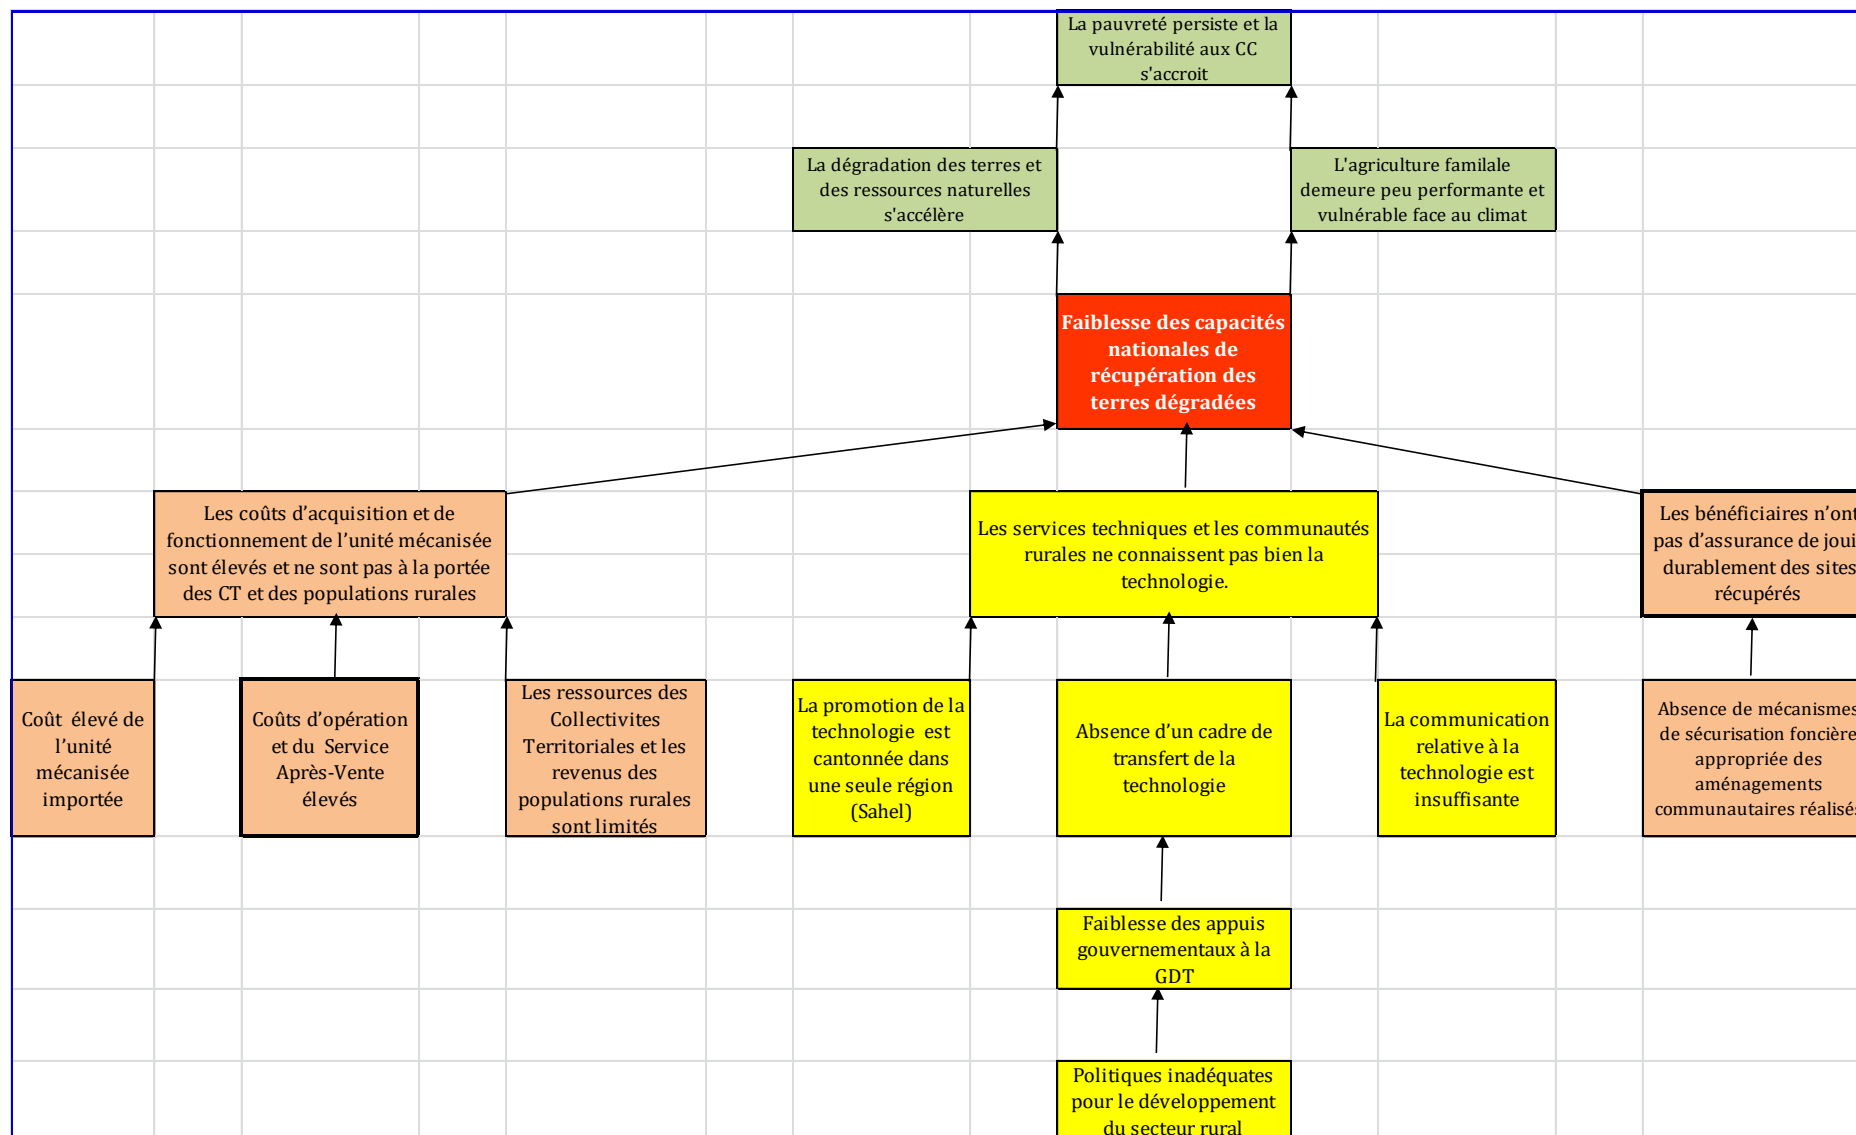 La pauvreté persiste et la
vulnérabilité aux CC
s'accroit
La dégradation des terres et
des ressources naturelles
s'accélère
L'agriculture familale
demeure peu performante et
vulnérable face au climat
Faiblesse des capacités
nationales de
récupération des
terres dégradées
Les coûts d’acquisition et de
fonctionnement de l’unité mécanisée
sont élevés et ne sont pas à la portée
des CT et des populations rurales
Les services techniques et les communautés
rurales ne connaissent pas bien la
technologie.
Les bénéficiaires n’ont
pas d’assurance de joui
durablement des sites
récupérés
Coût élevé de
l’unité
mécanisée
importée
Coûts d’opération
et du Service
Après-Vente
élevés
Les ressources des
Collectivites
Territoriales et les
revenus des
populations rurales
sont limités
La promotion de la
technologie est
cantonnée dans
une seule région
(Sahel)
Absence d’un cadre de
transfert de la
technologie
La communication
relative à la
technologie est
insuffisante
Absence de mécanismes
de sécurisation foncière
appropriée des
aménagements
communautaires réalisés
Faiblesse des appuis
gouvernementaux à la
GDT
Politiques inadéquates
pour le développement
du secteur rural